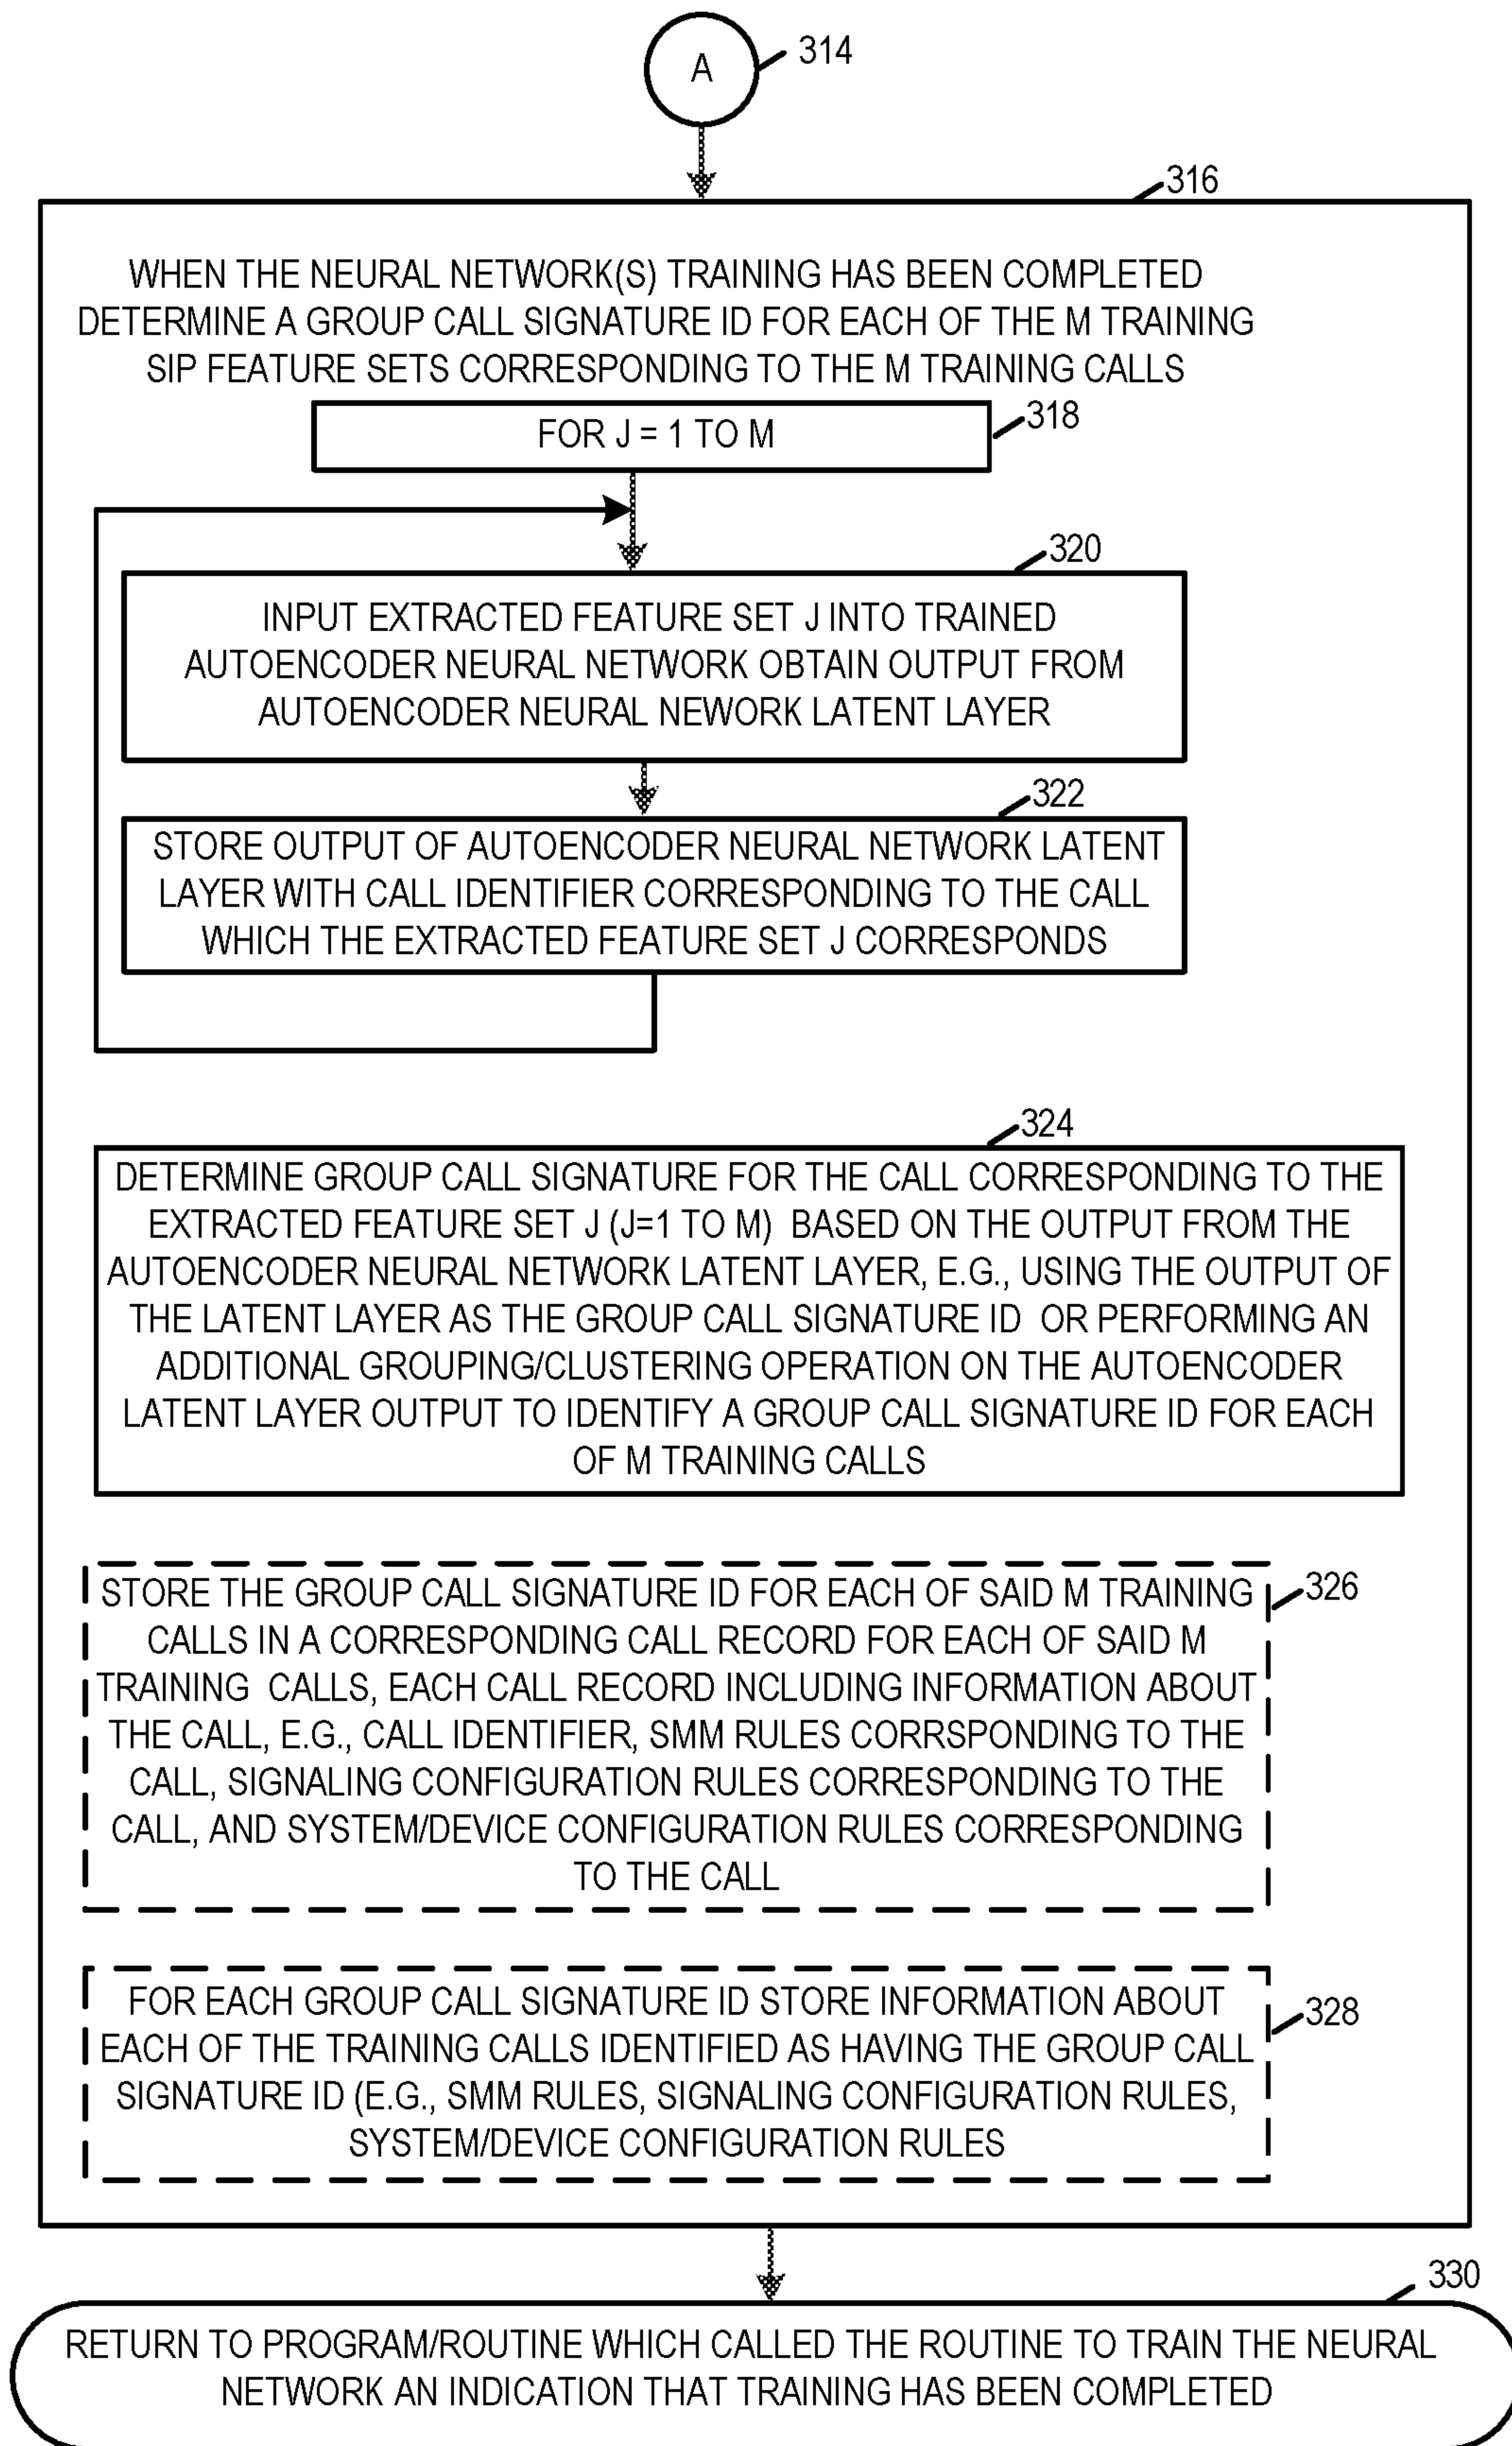 A
314
316
WHEN THE NEURAL NETWORK(S) TRAINING HAS BEEN COMPLETED
DETERMINE A GROUP CALL SIGNATURE ID FOR EACH OF THE M TRAINING
SIP FEATURE SETS CORRESPONDING TO THE M TRAINING CALLS
FOR J = 1 TO M
318
320
INPUT EXTRACTED FEATURE SET J INTO TRAINED
AUTOENCODER NEURAL NETWORK OBTAIN OUTPUT FROM
AUTOENCODER NEURAL NEWORK LATENT LAYER
322
STORE OUTPUT OF AUTOENCODER NEURAL NETWORK LATENT
LAYER WITH CALL IDENTIFIER CORRESPONDING TO THE CALL
WHICH THE EXTRACTED FEATURE SET J CORRESPONDS
324
DETERMINE GROUP CALL SIGNATURE FOR THE CALL CORRESPONDING TO THE
EXTRACTED FEATURE SET J (J=1 TO M) BASED ON THE OUTPUT FROM THE
AUTOENCODER NEURAL NETWORK LATENT LAYER, E.G., USING THE OUTPUT OF
THE LATENT LAYER AS THE GROUP CALL SIGNATURE ID OR PERFORMING AN
ADDITIONAL GROUPING/CLUSTERING OPERATION ON THE AUTOENCODER
LATENT LAYER OUTPUT TO IDENTIFY A GROUP CALL SIGNATURE ID FOR EACH
OF M TRAINING CALLS
326
STORE THE GROUP CALL SIGNATURE ID FOR EACH OF SAID M TRAINING
CALLS IN A CORRESPONDING CALL RECORD FOR EACH OF SAID M
TRAINING CALLS, EACH CALL RECORD INCLUDING INFORMATION ABOUT
THE CALL, E.G., CALL IDENTIFIER, SMM RULES CORRSPONDING TO THE
CALL, SIGNALING CONFIGURATION RULES CORRESPONDING TO THE
CALL, AND SYSTEM/DEVICE CONFIGURATION RULES CORRESPONDING
TO THE CALL
328
FOR EACH GROUP CALL SIGNATURE ID STORE INFORMATION ABOUT
EACH OF THE TRAINING CALLS IDENTIFIED AS HAVING THE GROUP CALL
SIGNATURE ID (E.G., SMM RULES, SIGNALING CONFIGURATION RULES,
SYSTEM/DEVICE CONFIGURATION RULES
330
RETURN TO PROGRAM/ROUTINE WHICH CALLED THE ROUTINE TO TRAIN THE NEURAL
NETWORK AN INDICATION THAT TRAINING HAS BEEN COMPLETED